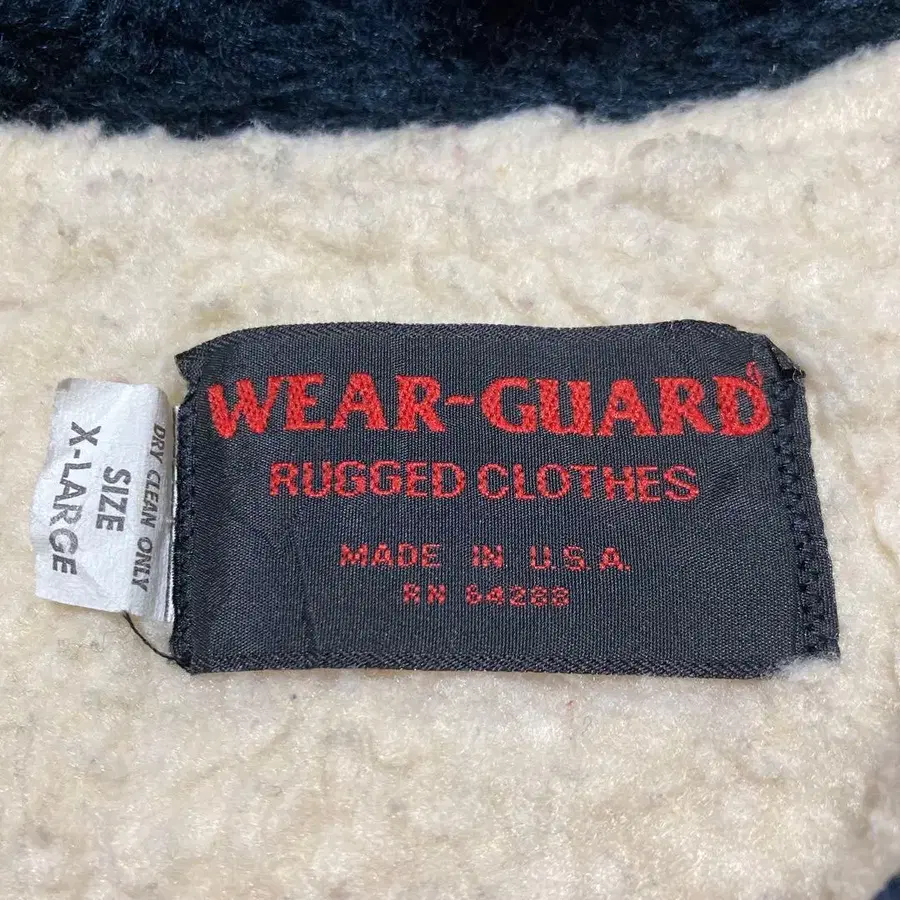 WEAR-GUARD®
RUGGED CLOTHES
MADE IN U.S.A.
RN 64288
DRY CLEAN ONLY
SIZE
X-LARGE